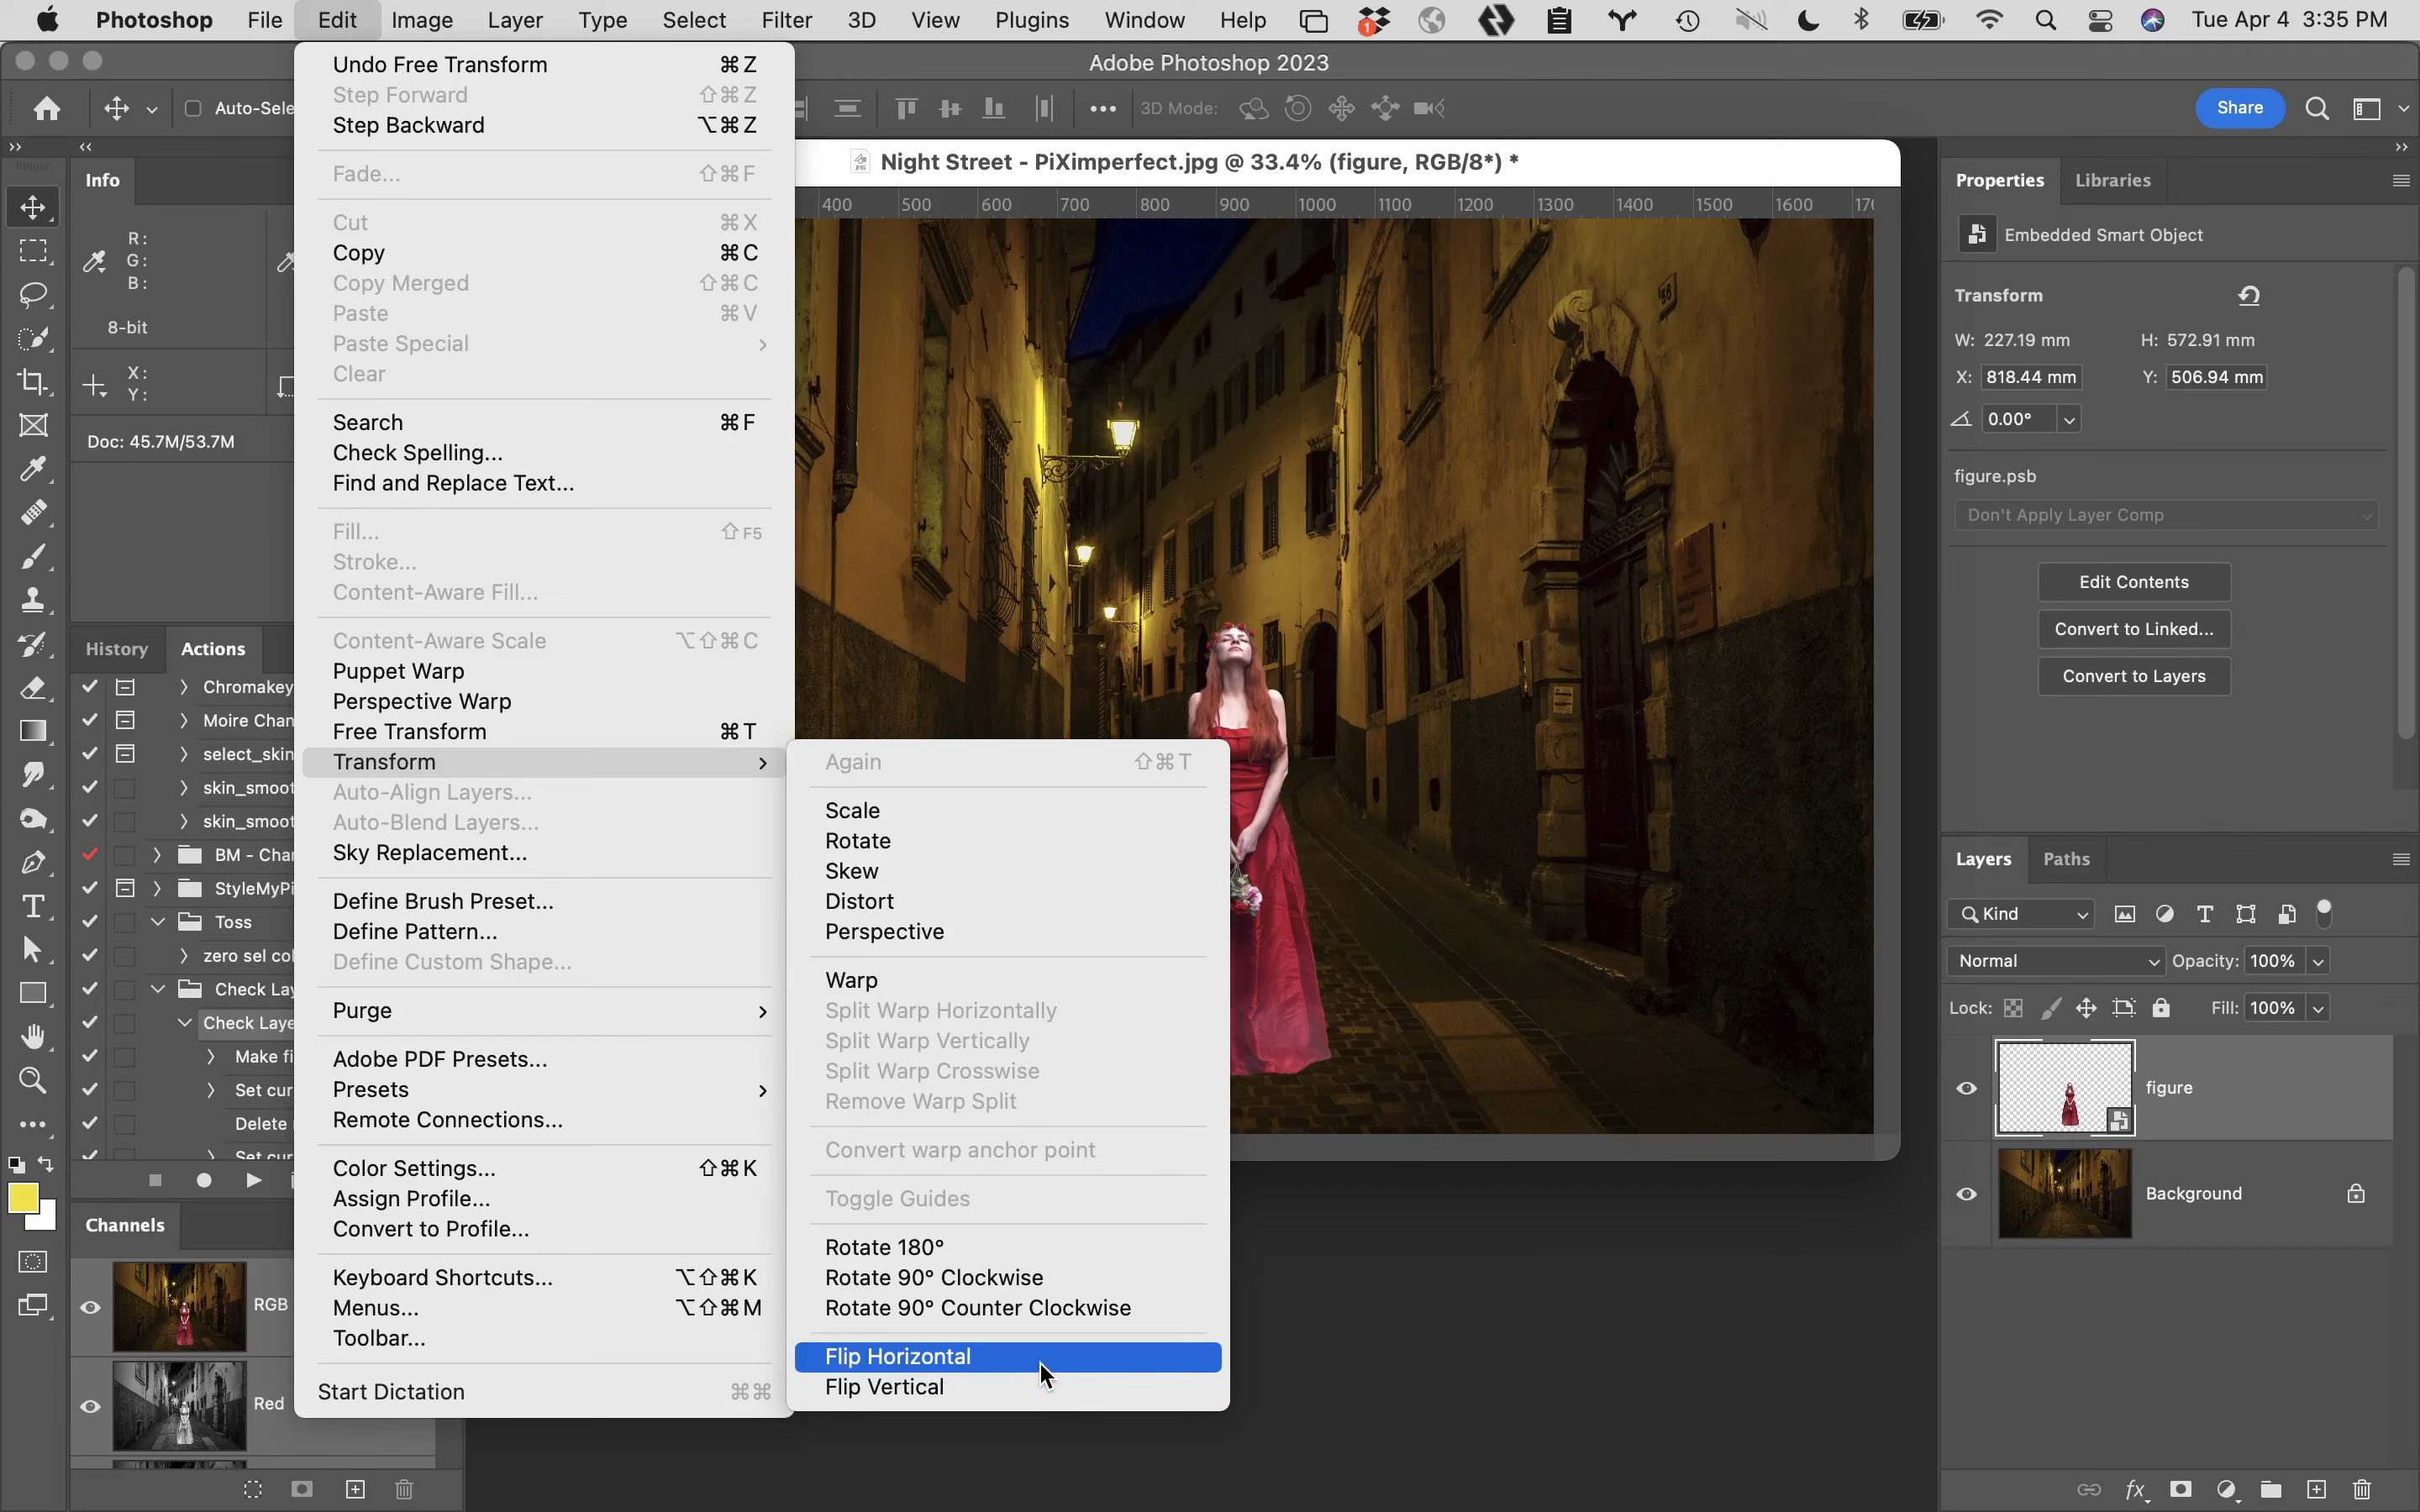 Photoshop File Edit Image Layer Type Select Filter 3D View Plugins Window Help 1 Tue Apr 4 3:35 PM
Adobe Photoshop 2023
Auto-Sele
3D Mode:
Share
Info
R:
G:
B:
8-bit
X:
Y:
Doc: 45.7M/53.7M
History Actions
Chromakey
Moire Chan
select_skin
skin_smoot
skin_smoot
BM - Char
StyleMyPi
Toss
zero sel col
Check Lay
Check Laye
Make fi
Set cur
Delete
Set cur
Channels
RGB
Red
Undo Free Transform ⌘Z
Step Forward ⇧⌘Z
Step Backward ⌥⌘Z
Fade... ⇧⌘F
Cut ⌘X
Copy ⌘C
Copy Merged ⇧⌘C
Paste ⌘V
Paste Special
Clear
Search ⌘F
Check Spelling...
Find and Replace Text...
Fill... ⇧F5
Stroke...
Content-Aware Fill...
Content-Aware Scale ⌥⇧⌘C
Puppet Warp
Perspective Warp
Free Transform ⌘T
Transform
Auto-Align Layers...
Auto-Blend Layers...
Sky Replacement...
Define Brush Preset...
Define Pattern...
Define Custom Shape...
Purge
Adobe PDF Presets...
Presets
Remote Connections...
Color Settings... ⇧⌘K
Assign Profile...
Convert to Profile...
Keyboard Shortcuts... ⌥⇧⌘K
Menus... ⌥⇧⌘M
Toolbar...
Start Dictation ⌘⌘
Again ⇧⌘T
Scale
Rotate
Skew
Distort
Perspective
Warp
Split Warp Horizontally
Split Warp Vertically
Split Warp Crosswise
Remove Warp Split
Convert warp anchor point
Toggle Guides
Rotate 180°
Rotate 90° Clockwise
Rotate 90° Counter Clockwise
Flip Horizontal
Flip Vertical
Night Street - PiXimperfect.jpg @ 33.4% (figure, RGB/8*) *
400 500 600 700 800 900 1000 1100 1200 1300 1400 1500 1600 170
Properties Libraries
Embedded Smart Object
Transform
W: 227.19 mm H: 572.91 mm
X: 818.44 mm Y: 506.94 mm
0.00°
figure.psb
Don't Apply Layer Comp
Edit Contents
Convert to Linked...
Convert to Layers
Layers Paths
Kind
Normal Opacity: 100%
Lock: Fill: 100%
figure
Background
fx